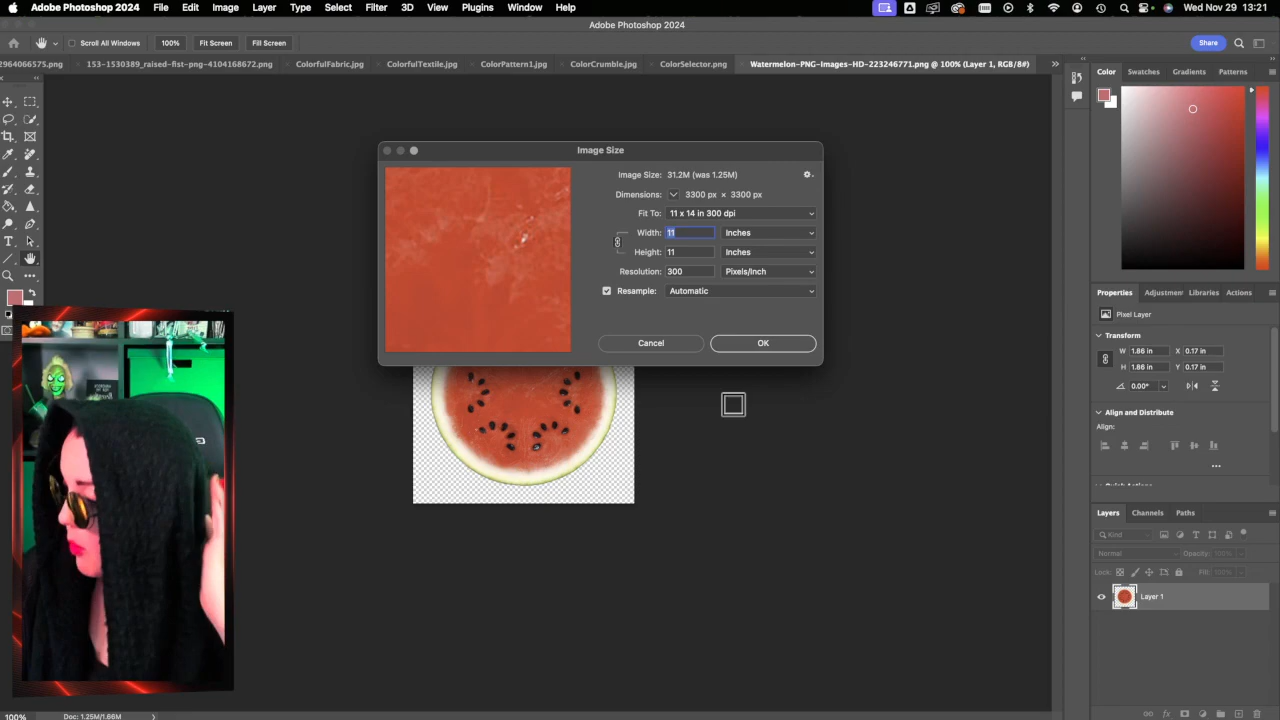 Adobe Photoshop 2024 File Edit Image Layer Type Select Filter 3D View Plugins Window Help Wed Nov 29 13:21
Adobe Photoshop 2024
Scroll All Windows 100% Fit Screen Fill Screen Share
2964066575.png 153-1530389_raised-fist-png-4104168672.png ColorfulFabric.jpg ColorfulTextile.jpg ColorPattern1.jpg ColorCrumble.jpg ColorSelector.png Watermelon-PNG-Images-HD-223246771.png @ 100% (Layer 1, RGB/8#)
Color Swatches Gradients Patterns
Image Size
Image Size: 31.2M (was 1.25M)
Dimensions: 3300 px × 3300 px
Fit To: 11 x 14 in 300 dpi
Width: 11 Inches
Height: 11 Inches
Resolution: 300 Pixels/Inch
Resample: Automatic
Cancel OK
Properties Adjustmen Libraries Actions
Pixel Layer
Transform
W 1.86 in X 0.17 in
H 1.86 in Y 0.17 in
0.00°
Align and Distribute
Align:
Quick Actions
Layers Channels Paths
Kind
Normal Opacity: 100%
Lock: Fill: 100%
Layer 1
100% Doc: 1.25M/1.66M